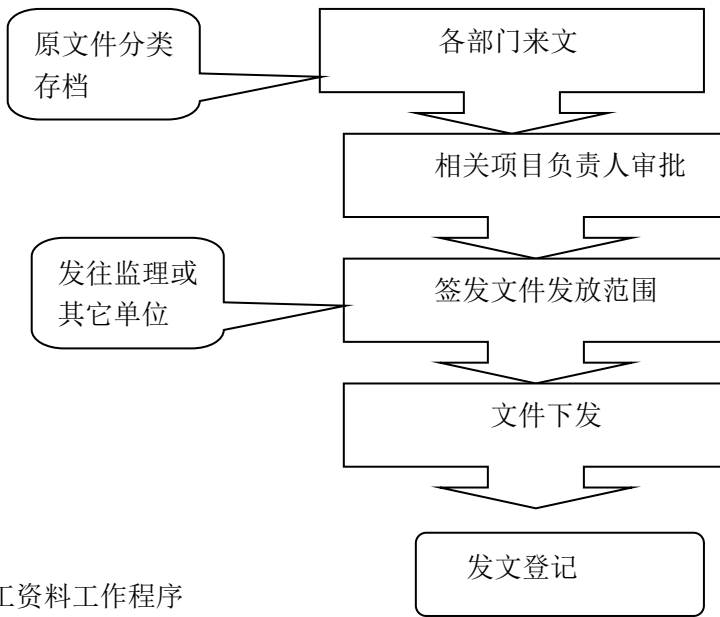 原文件分类
存档
各部门来文
相关项目负责人审批
发往监理或
其它单位
签发文件发放范围
文件下发
发文登记
工资料工作程序